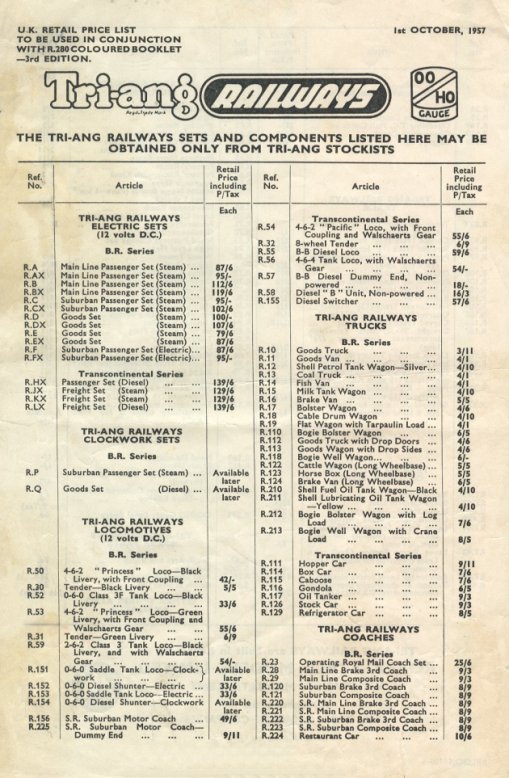 U.K. RETAIL PRICE LIST
TO BE USED IN CONJUNCTION
WITH R.280 COLOURED BOOKLET
—3rd EDITION.
1st OCTOBER, 1957
Tri-ang RAILWAYS
Regd. Trade Mark
OO HO GAUGE
THE TRI-ANG RAILWAYS SETS AND COMPONENTS LISTED HERE MAY BE
OBTAINED ONLY FROM TRI-ANG STOCKISTS
Ref. No. Article Retail Price including P/Tax
Each
TRI-ANG RAILWAYS
ELECTRIC SETS
(12 volts D.C.)
B.R. Series
R.A Main Line Passenger Set (Steam) ... 87/6
R.AX Main Line Passenger Set (Steam) ... 95/-
R.B Main Line Passenger Set (Steam) ... 112/6
R.BX Main Line Passenger Set (Steam) ... 119/6
R.C Suburban Passenger Set (Steam) ... 95/-
R.CX Suburban Passenger Set (Steam) ... 102/6
R.D Goods Set (Steam) ... 100/-
R.DX Goods Set (Steam) ... 107/6
R.E Goods Set (Steam) ... 79/6
R.EX Goods Set (Steam) ... 87/6
R.F Suburban Passenger Set (Electric) ... 87/6
R.FX Suburban Passenger Set (Electric)... 95/-
Transcontinental Series
R.HX Passenger Set (Diesel) ... ... 139/6
R.JX Freight Set (Steam) ... ... 129/6
R.KX Freight Set (Steam) ... ... 129/6
R.LX Freight Set (Diesel) ... ... 139/6
TRI-ANG RAILWAYS
CLOCKWORK SETS
B.R. Series
R.P Suburban Passenger Set (Steam) ... Available later
R.Q Goods Set (Diesel) ... Available later
TRI-ANG RAILWAYS
LOCOMOTIVES
(12 volts D.C.)
B.R. Series
R.50 4-6-2 "Princess" Loco—Black
Livery, with Front Coupling ... 42/-
R.30 Tender—Black Livery ... ... 5/5
R.52 0-6-0 Class 3F Tank Loco—Black
Livery ... ... ... ... 33/6
R.53 4-6-2 "Princess" Loco—Green
Livery, with Front Coupling and
Walschaerts Gear ... ... 55/6
R.31 Tender—Green Livery ... ... 6/9
R.59 2-6-2 Class 3 Tank Loco—Black
Livery, and with Walschaerts
Gear ... ... ... ... 54/-
R.151 0-6-0 Saddle Tank Loco—Clock-
work ... ... ... ... Available later
R.152 0-6-0 Diesel Shunter—Electric ... 33/6
R.153 0-6-0 Saddle Tank Loco—Electric ... 33/6
R.154 0-6-0 Diesel Shunter—Clockwork Available later
R.156 S.R. Suburban Motor Coach ... 49/6
R.225 S.R. Suburban Motor Coach—
Dummy End ... ... ... 9/11
Ref. No. Article Retail Price including P/Tax
Each
Transcontinental Series
R.54 4-6-2 "Pacific" Loco, with Front
Coupling and Walschaerts Gear 55/6
R.32 8-wheel Tender ... ... ... 6/9
R.55 B-B Diesel Loco ... ... ... 59/6
R.56 4-6-4 Tank Loco, with Walschaerts
Gear ... ... ... ... 54/-
R.57 B-B Diesel Dummy End, Non-
powered ... ... ... ... 18/-
R.58 Diesel "B" Unit, Non-powered ... 16/3
R.155 Diesel Switcher ... ... ... 57/6
TRI-ANG RAILWAYS
TRUCKS
B.R. Series
R.10 Goods Truck ... ... ... 3/11
R.11 Goods Van ... ... ... ... 4/1
R.12 Shell Petrol Tank Wagon—Silver... 4/10
R.13 Coal Truck ... ... ... ... 4/1
R.14 Fish Van ... ... ... ... 4/1
R.15 Milk Tank Wagon ... ... ... 4/10
R.16 Brake Van ... ... ... ... 5/5
R.17 Bolster Wagon ... ... ... 4/6
R.18 Cable Drum Wagon ... ... 4/10
R.19 Flat Wagon with Tarpaulin Load ... 4/1
R.110 Bogie Bolster Wagon ... ... 6/5
R.112 Goods Truck with Drop Doors ... 4/6
R.113 Goods Wagon with Drop Sides ... 4/6
R.118 Bogie Well Wagon... ... ... 6/-
R.122 Cattle Wagon (Long Wheelbase) ... 5/5
R.123 Horse Box (Long Wheelbase) ... 5/5
R.124 Brake Van (Long Wheelbase) ... 6/5
R.210 Shell Fuel Oil Tank Wagon—Black 4/10
R.211 Shell Lubricating Oil Tank Wagon
—Yellow ... ... ... ... 4/10
R.212 Bogie Bolster Wagon with Log
Load ... ... ... ... 7/6
R.213 Bogie Well Wagon with Crane
Load ... ... ... ... 8/5
Transcontinental Series
R.111 Hopper Car ... ... ... 9/11
R.114 Box Car ... ... ... ... 7/6
R.115 Caboose ... ... ... ... 7/6
R.116 Gondola ... ... ... ... 6/5
R.117 Oil Tanker ... ... ... ... 9/3
R.126 Stock Car ... ... ... ... 9/3
R.129 Refrigerator Car ... ... ... 8/5
TRI-ANG RAILWAYS
COACHES
B.R. Series
R.23 Operating Royal Mail Coach Set ... 25/6
R.28 Main Line Brake 3rd Coach ... 9/3
R.29 Main Line Composite Coach ... 9/3
R.120 Suburban Brake 3rd Coach ... 8/9
R.121 Suburban Composite Coach ... 8/9
R.220 S.R. Main Line Brake 3rd Coach ... 8/9
R.221 S.R. Main Line Composite Coach ... 8/9
R.222 S.R. Suburban Brake 3rd Coach ... 8/9
R.223 S.R. Suburban Composite Coach ... 8/9
R.224 Restaurant Car ... ... ... 10/6